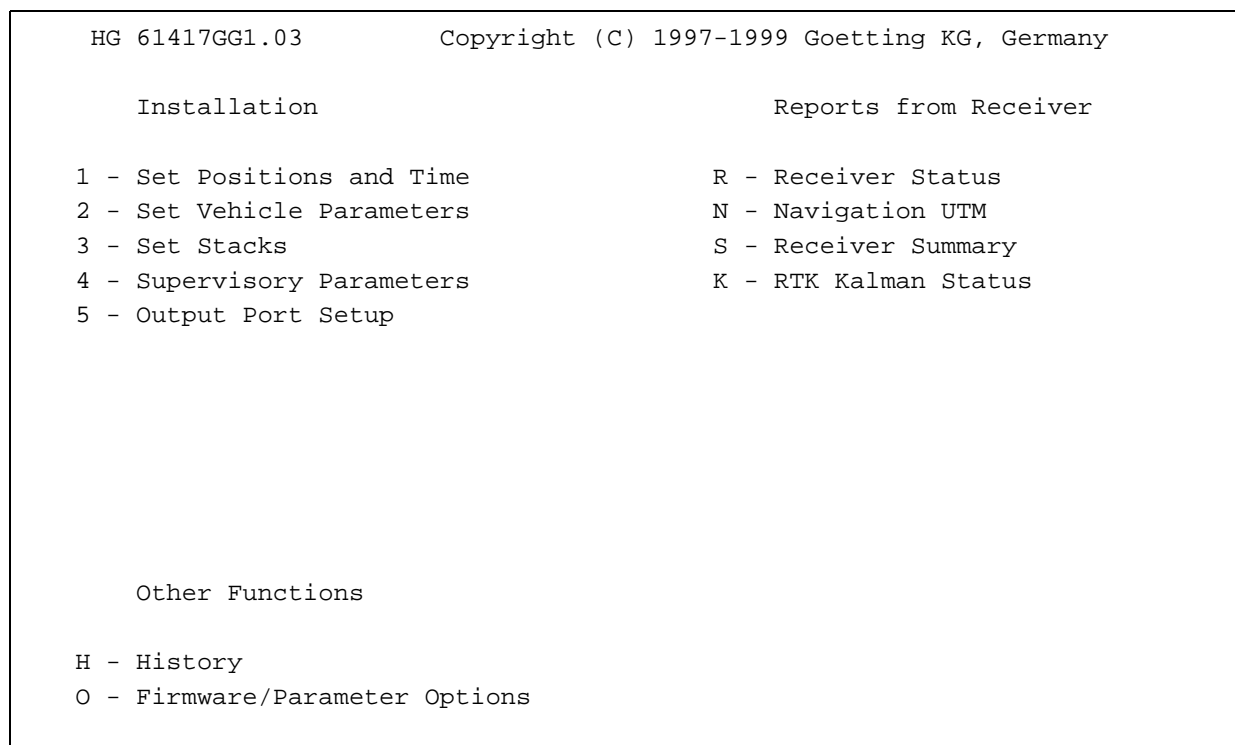 HG 61417GG1.03 Copyright (C) 1997-1999 Goetting KG, Germany
Installation Reports from Receiver
1 - Set Positions and Time R - Receiver Status
2 - Set Vehicle Parameters N - Navigation UTM
3 - Set Stacks S - Receiver Summary
4 - Supervisory Parameters K - RTK Kalman Status
5 - Output Port Setup
Other Functions
H - History
O - Firmware/Parameter Options